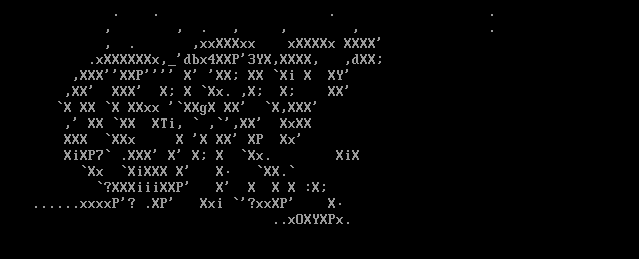 .    .                     .                   .
,        ,  .   ,     ,        ,                .
,  .       ,xxXXXxx    xXXXXx XXXX'
.xXXXXXXx,_'dbx4XXP'3YX,XXXX,   ,dXX;
,XXX''XXP'''' X' 'XX; XX `Xi X  XY'
,XX'  XXX'  X; X `Xx. ,X;  X;    XX'
`X XX `X XXxx '`XXgX XX'  `X,XXX'
,' XX `XX  XTi, ` ,`',XX'  XxXX
XXX  `XXx     X 'X XX' XP  Xx'
XiXP7` .XXX' X' X; X  `Xx.        XiX
`Xx  `XiXXX X'   X·   `XX.`
`?XXXiiiXXP'   X'  X  X X :X;
......xxxxP'? .XP'   Xxi `'?xxXP'    X·
..xOXYXPx.